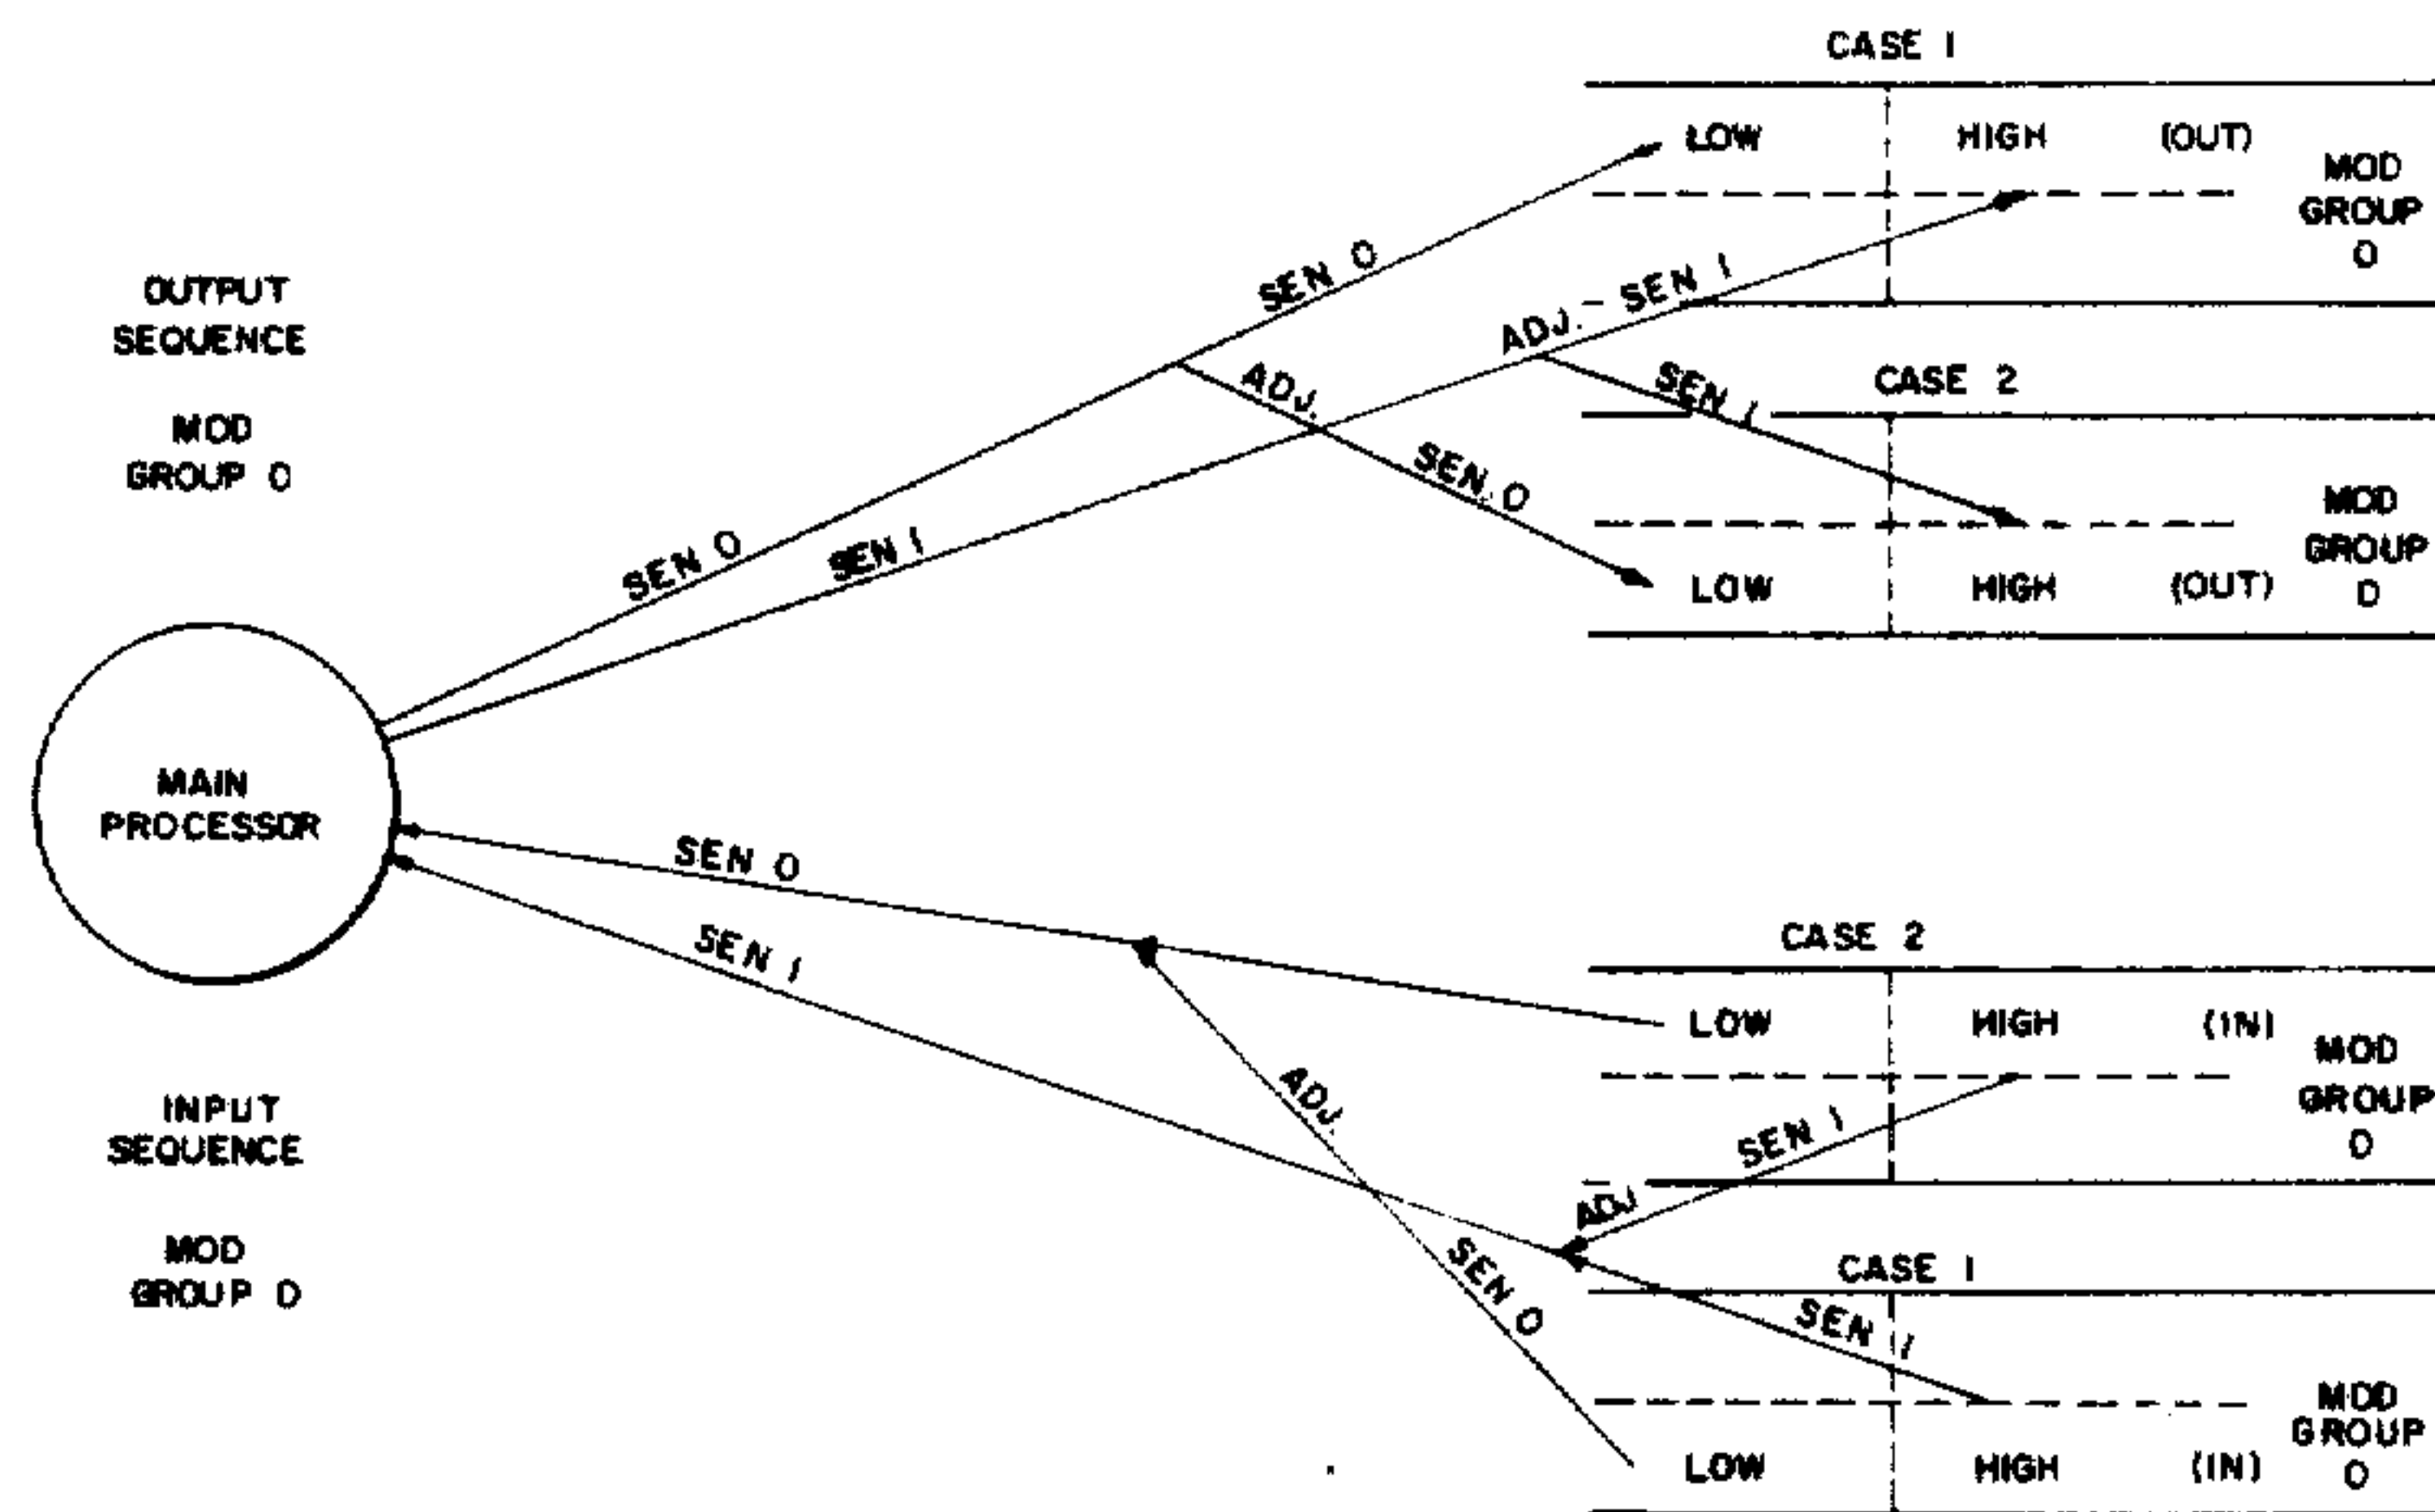 CASE 1
LOW HIGH (OUT)
MOD
GROUP
0
SEN 0
ADJ. SEN 1
OUTPUT
SEQUENCE
MOD
GROUP 0
ADJ.
SEN 1
CASE 2
SEN 0
MOD
GROUP
0
LOW HIGH (OUT)
SEN 0
SEN 1
MAIN
PROCESSOR
SEN 0
SEN 1
CASE 2
LOW HIGH (IN)
MOD
GROUP
0
INPUT
SEQUENCE
MOD
GROUP 0
ADJ.
SEN 1
ADJ
SEN 0
CASE 1
SEN 1
MOD
GROUP
0
LOW HIGH (IN)